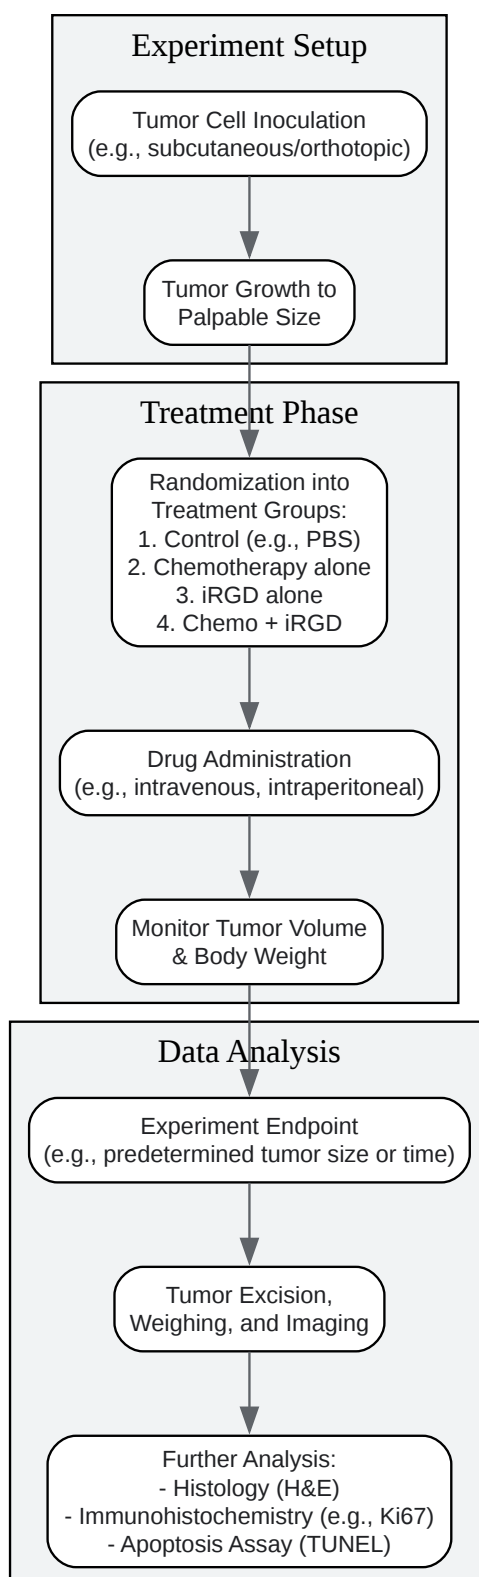 Experiment Setup
Tumor Cell Inoculation
(e.g., subcutaneous/orthotopic)
Tumor Growth to
Palpable Size
Treatment Phase
Randomization into
Treatment Groups:
1. Control (e.g., PBS)
2. Chemotherapy alone
3. iRGD alone
4. Chemo + iRGD
Drug Administration
(e.g., intravenous, intraperitoneal)
Monitor Tumor Volume
& Body Weight
Data Analysis
Experiment Endpoint
(e.g., predetermined tumor size or time)
Tumor Excision,
Weighing, and Imaging
Further Analysis:
- Histology (H&E)
- Immunohistochemistry (e.g., Ki67)
- Apoptosis Assay (TUNEL)